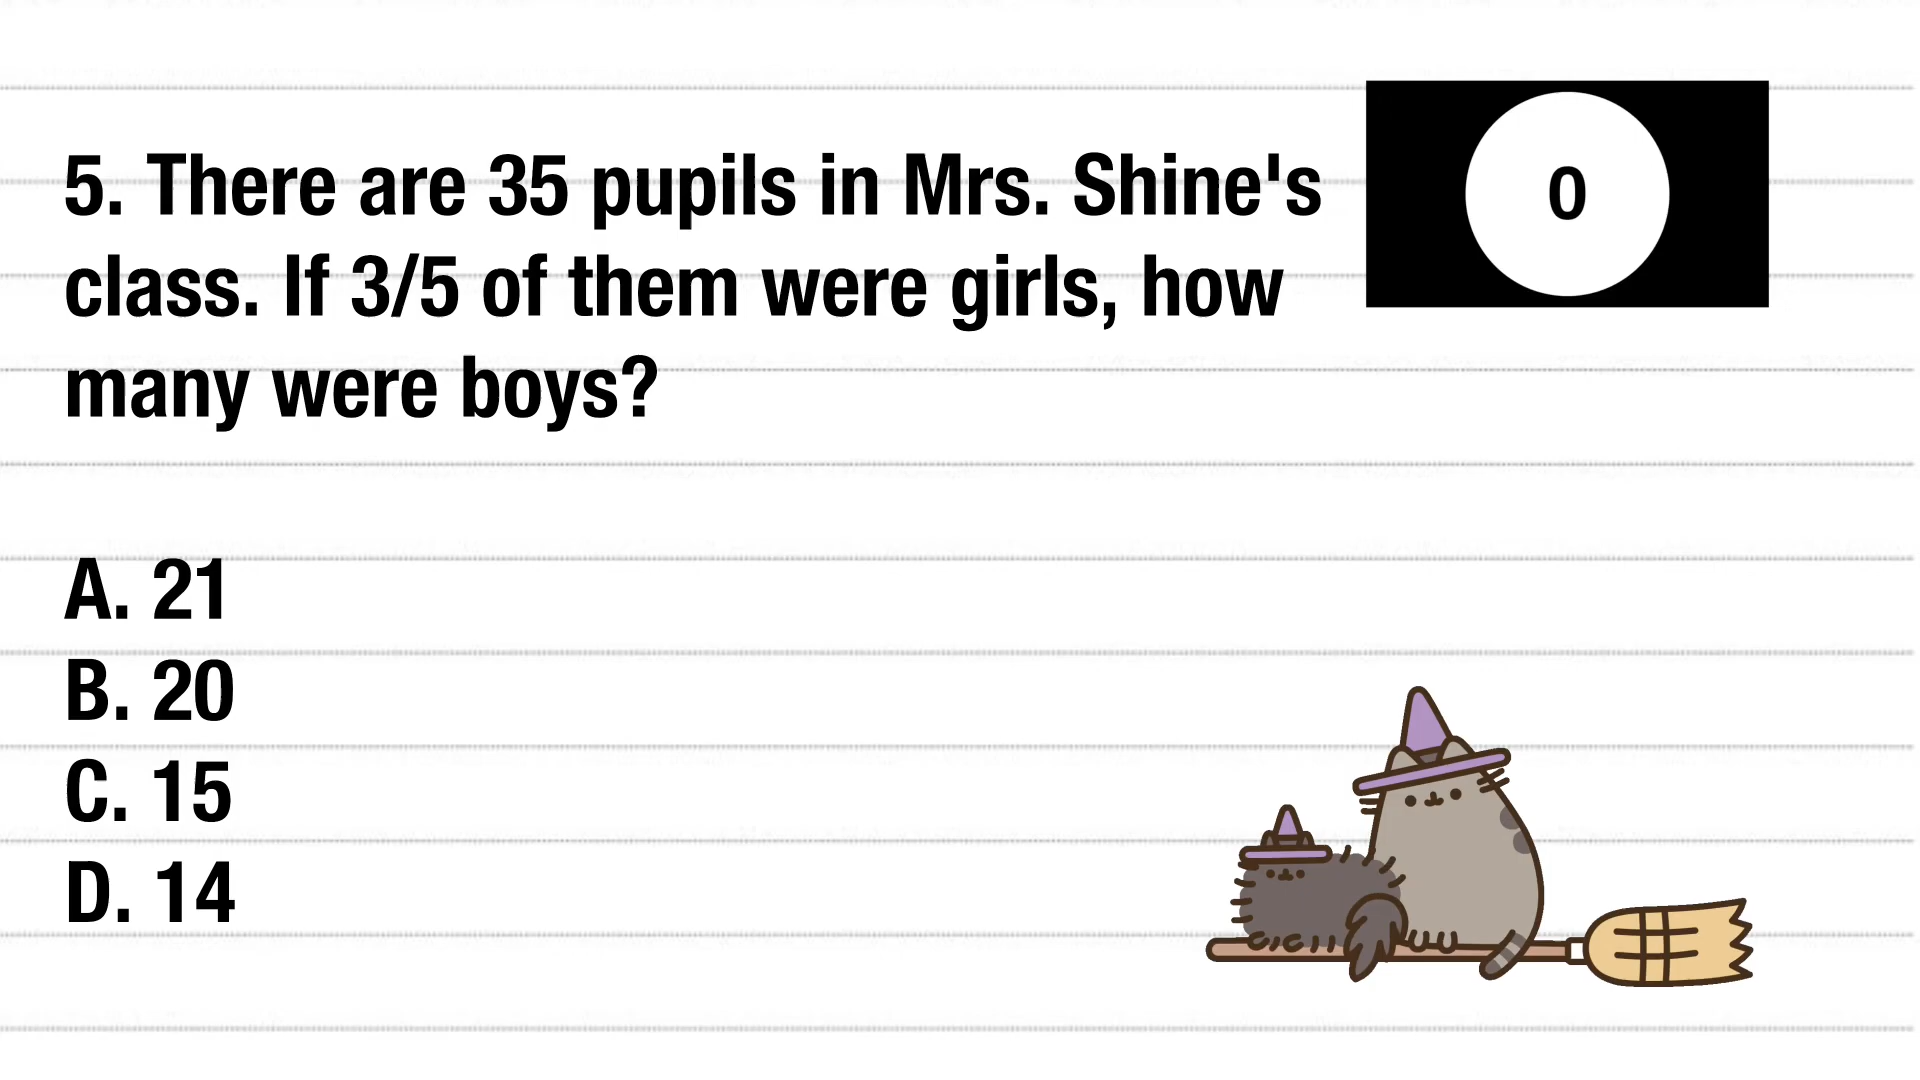 5. There are 35 pupils in Mrs. Shine's
class. If 3/5 of them were girls, how
many were boys?
0
A. 21
B. 20
C. 15
D. 14